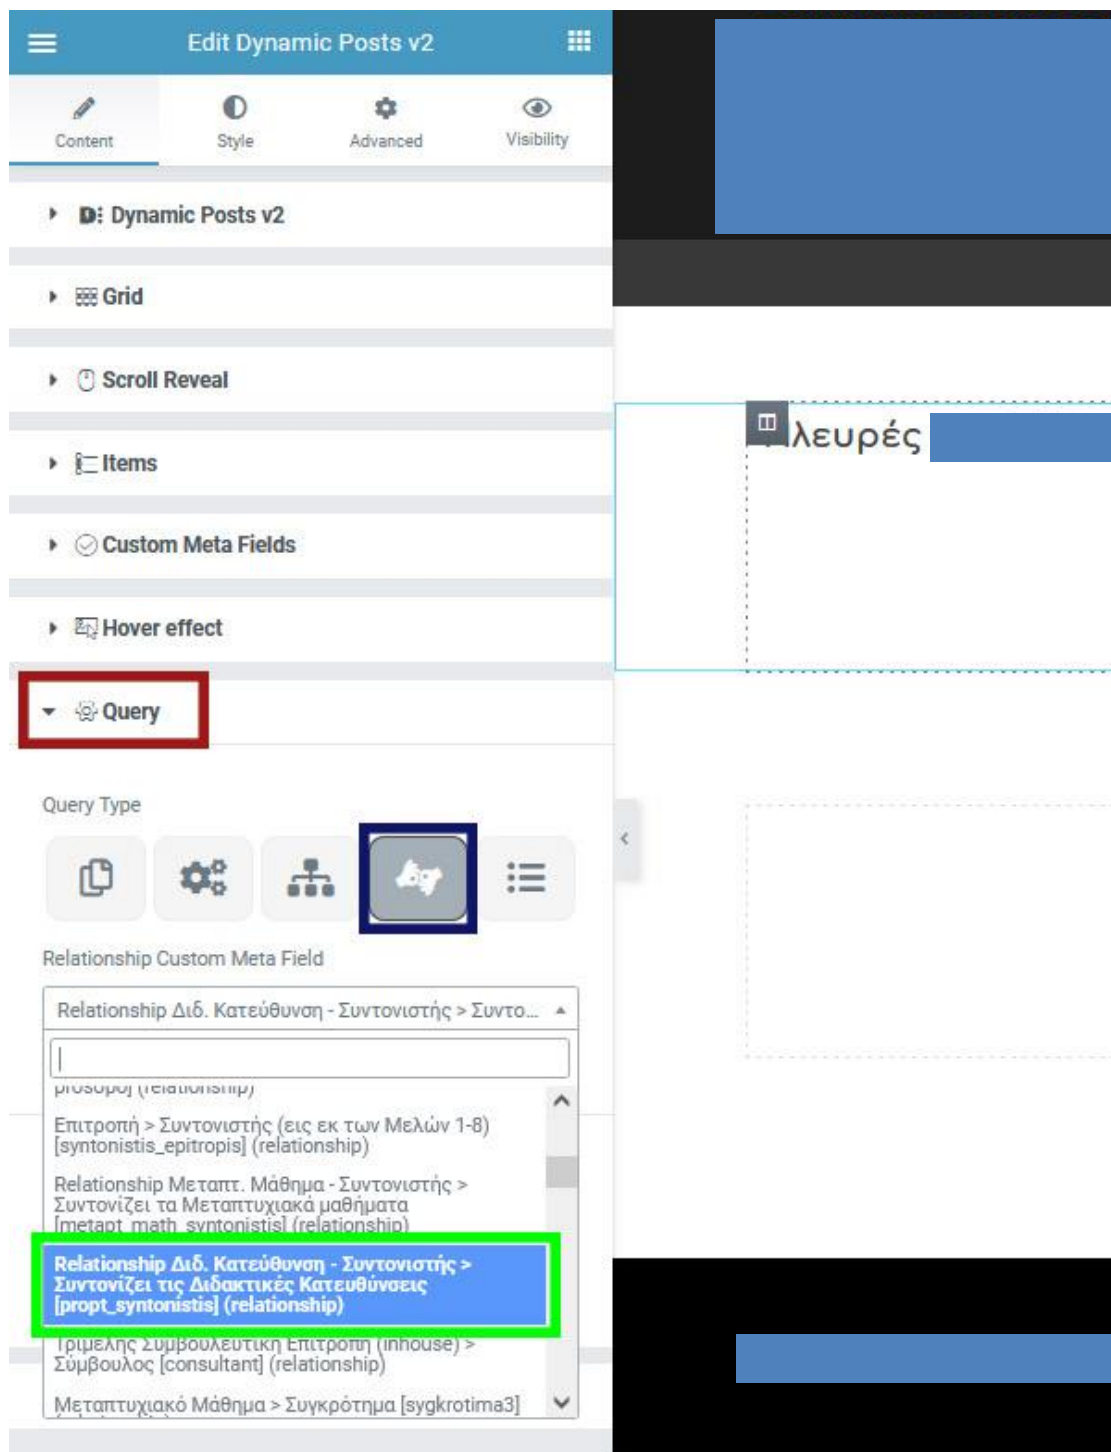 Edit Dynamic Posts v2
Content
Style
Advanced
Visibility
D: Dynamic Posts v2
Grid
Scroll Reveal
Items
Custom Meta Fields
Hover effect
Query
Query Type
Relationship Custom Meta Field
Relationship Διδ. Κατεύθυνση - Συντονιστής > Συντο...
prosopo] (relationship)
Επιτροπή > Συντονιστής (εις εκ των Μελών 1-8)
[syntonistis_epitropis] (relationship)
Relationship Μεταπτ. Μάθημα - Συντονιστής >
Συντονίζει τα Μεταπτυχιακά μαθήματα
[metapt_math_syntonistis] (relationship)
Relationship Διδ. Κατεύθυνση - Συντονιστής >
Συντονίζει τις Διδακτικές Κατευθύνσεις
[propt_syntonistis] (relationship)
Τριμελής Συμβουλευτική Επιτροπή (inhouse) >
Σύμβουλος [consultant] (relationship)
Μεταπτυχιακό Μάθημα > Συγκρότημα [sygkrotima3]
λευρές